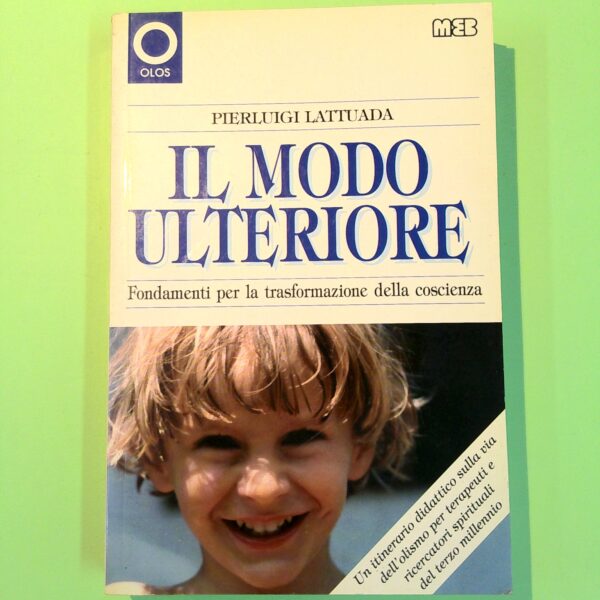 OLOS
MEB
PIERLUIGI LATTUADA
IL MODO
ULTERIORE
Fondamenti per la trasformazione della coscienza
Un itinerario didattico sulla via
dell'olismo per terapeuti e
ricercatori spirituali
del terzo millennio